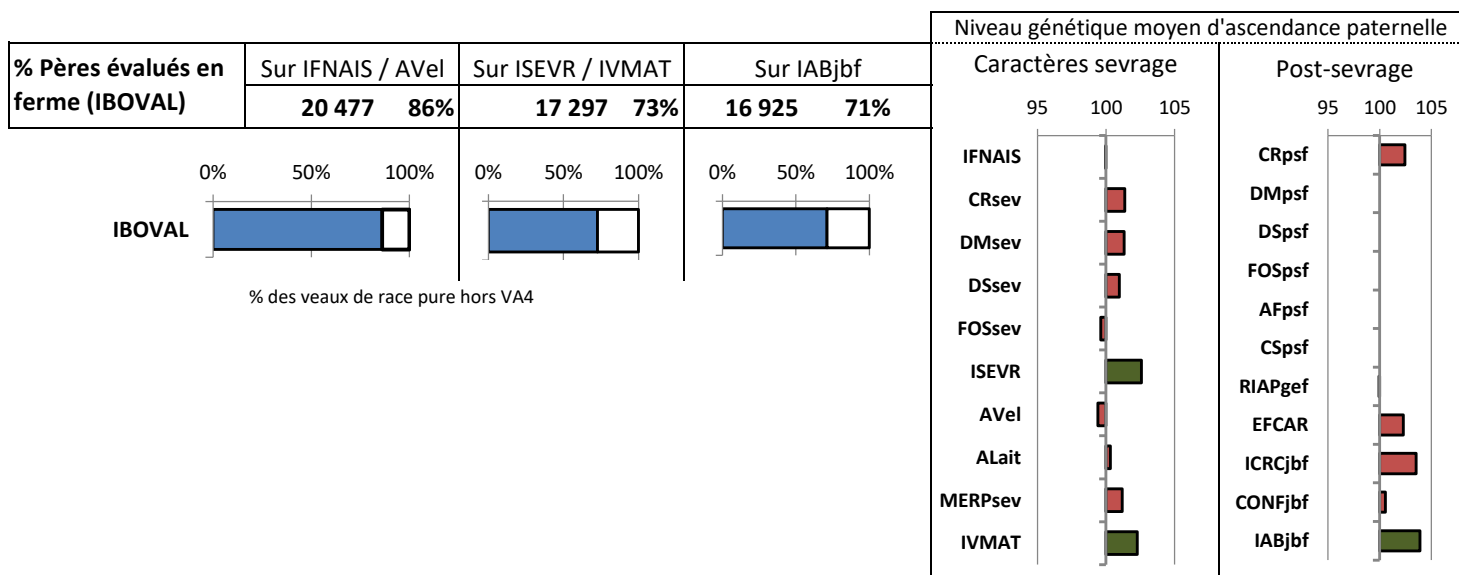 Niveau génétique moyen d'ascendance paternelle
% Pères évalués en ferme (IBOVAL)
Sur IFNAIS / AVel
Sur ISEVR / IVMAT
Sur IABjbf
20 477 86%
17 297 73%
16 925 71%
0% 50% 100%
0% 50% 100%
0% 50% 100%
IBOVAL
% des veaux de race pure hors VA4
Caractères sevrage
95 100 105
IFNAIS
CRsev
DMsev
DSsev
FOSsev
ISEVR
AVel
ALait
MERPsev
IVMAT
Post-sevrage
95 100 105
CRpsf
DMpsf
DSpsf
FOSpsf
AFpsf
CSpsf
RIAPgef
EFCAR
ICRCjbf
CONFjbf
IABjbf